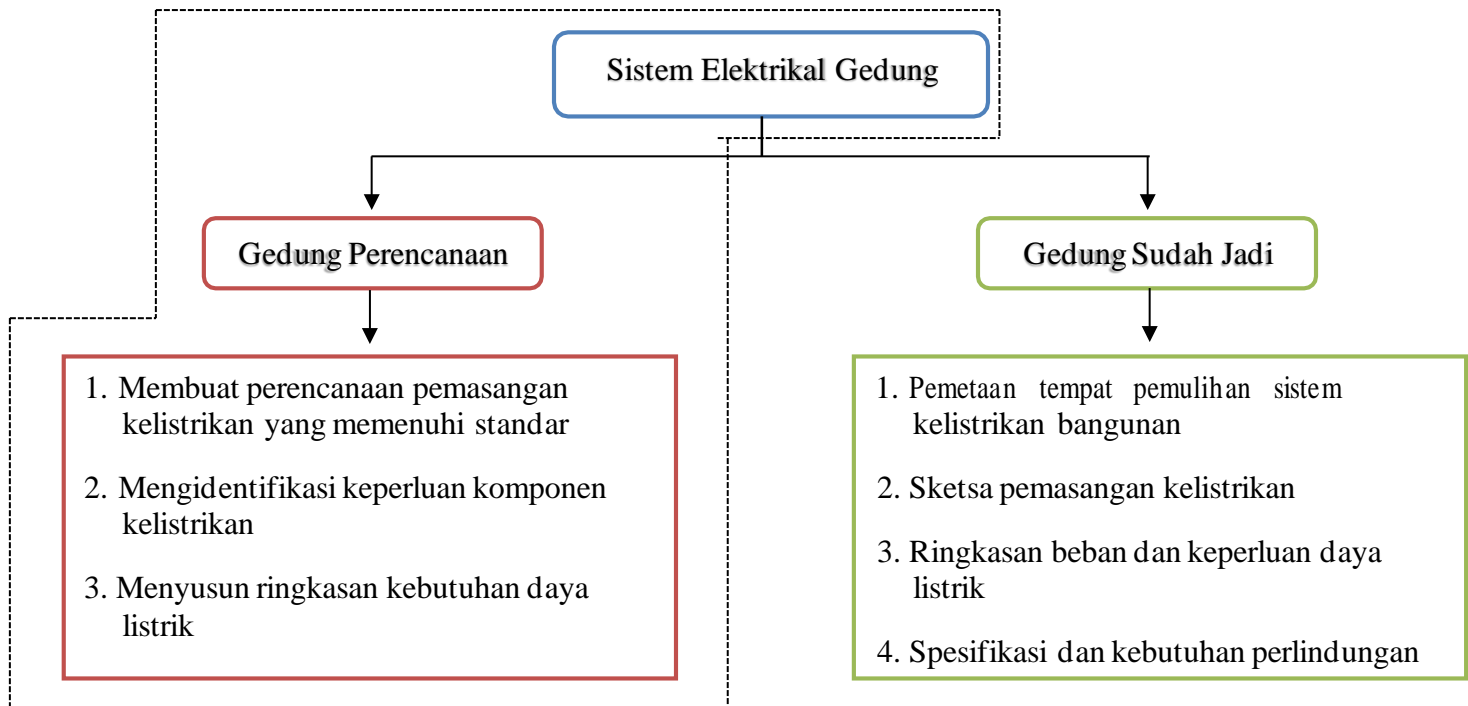 Sistem Elektrikal Gedung
Gedung Perencanaan
Gedung Sudah Jadi
1. Membuat perencanaan pemasangan
kelistrikan yang memenuhi standar
2. Mengidentifikasi keperluan komponen
kelistrikan
3. Menyusun ringkasan kebutuhan daya
listrik
1. Pemetaan tempat pemulihan sistem
kelistrikan bangunan
2. Sketsa pemasangan kelistrikan
3. Ringkasan beban dan keperluan daya
listrik
4. Spesifikasi dan kebutuhan perlindungan